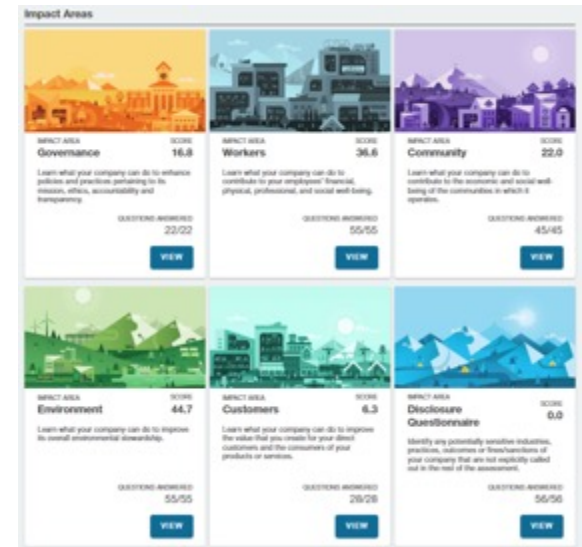 Impact Areas
IMPACT AREA SCORE
Governance 16.8
Learn what your company can do to enhance
policies and practices pertaining to its
mission, ethics, accountability and
transparency.
QUESTIONS ANSWERED
22/22
VIEW
IMPACT AREA SCORE
Workers 36.6
Learn what your company can do to
contribute to your employees' financial,
physical, professional, and social well-being.
QUESTIONS ANSWERED
55/55
VIEW
IMPACT AREA SCORE
Community 22.0
Learn what your company can do to
contribute to the economic and social well-
being of the communities in which it
operates.
QUESTIONS ANSWERED
45/45
VIEW
IMPACT AREA SCORE
Environment 44.7
Learn what your company can do to improve
its overall environmental stewardship.
QUESTIONS ANSWERED
55/55
VIEW
IMPACT AREA SCORE
Customers 6.3
Learn what your company can do to improve
the value that you create for your direct
customers and the consumers of your
products or services.
QUESTIONS ANSWERED
28/28
VIEW
IMPACT AREA SCORE
Disclosure 0.0
Questionnaire
Identify any potentially sensitive industries,
practices, outcomes or fines/sanctions of
your company that are not explicitly called
out in the rest of the assessment.
QUESTIONS ANSWERED
56/56
VIEW